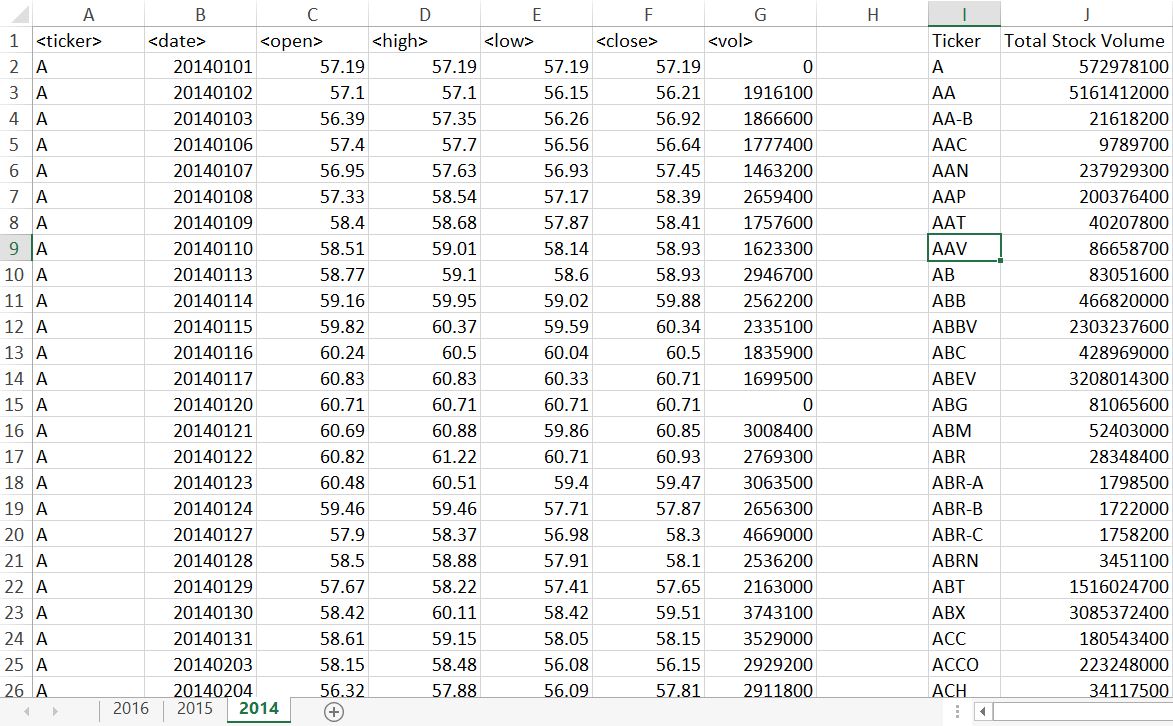 A B C D E F G H I J
1 <ticker> <date> <open> <high> <low> <close> <vol> Ticker Total Stock Volume
2 A 20140101 57.19 57.19 57.19 57.19 0 A 572978100
3 A 20140102 57.1 57.1 56.15 56.21 1916100 AA 5161412000
4 A 20140103 56.39 57.35 56.26 56.92 1866600 AA-B 21618200
5 A 20140106 57.4 57.7 56.56 56.64 1777400 AAC 9789700
6 A 20140107 56.95 57.63 56.93 57.45 1463200 AAN 237929300
7 A 20140108 57.33 58.54 57.17 58.39 2659400 AAP 200376400
8 A 20140109 58.4 58.68 57.87 58.41 1757600 AAT 40207800
9 A 20140110 58.51 59.01 58.14 58.93 1623300 AAV 86658700
10 A 20140113 58.77 59.1 58.6 58.93 2946700 AB 83051600
11 A 20140114 59.16 59.95 59.02 59.88 2562200 ABB 466820000
12 A 20140115 59.82 60.37 59.59 60.34 2335100 ABBV 2303237600
13 A 20140116 60.24 60.5 60.04 60.5 1835900 ABC 428969000
14 A 20140117 60.83 60.83 60.33 60.71 1699500 ABEV 3208014300
15 A 20140120 60.71 60.71 60.71 60.71 0 ABG 81065600
16 A 20140121 60.69 60.88 59.86 60.85 3008400 ABM 52403000
17 A 20140122 60.82 61.22 60.71 60.93 2769300 ABR 28348400
18 A 20140123 60.48 60.51 59.4 59.47 3063500 ABR-A 1798500
19 A 20140124 59.46 59.46 57.71 57.87 2656300 ABR-B 1722000
20 A 20140127 57.9 58.37 56.98 58.3 4669000 ABR-C 1758200
21 A 20140128 58.5 58.88 57.91 58.1 2536200 ABRN 3451100
22 A 20140129 57.67 58.22 57.41 57.65 2163000 ABT 1516024700
23 A 20140130 58.42 60.11 58.42 59.51 3743100 ABX 3085372400
24 A 20140131 58.61 59.15 58.05 58.15 3529000 ACC 180543400
25 A 20140203 58.15 58.48 56.08 56.15 2929200 ACCO 223248000
26 A 20140204 56.32 57.88 56.09 57.81 2911800 ACH 34117500
2016 2015 2014